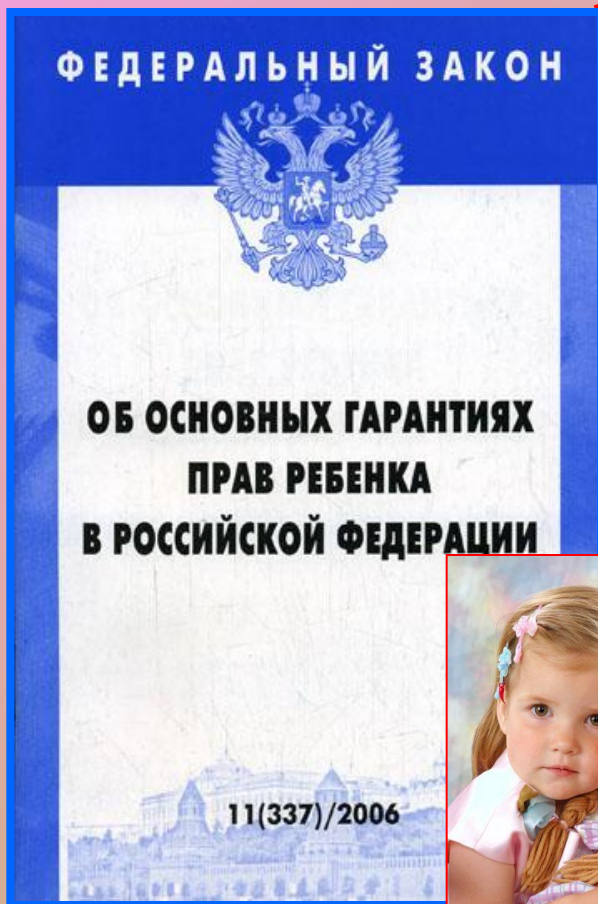 ФЕДЕРАЛЬНЫЙ ЗАКОН
ОБ ОСНОВНЫХ ГАРАНТИЯХ
ПРАВ РЕБЕНКА
В РОССИЙСКОЙ ФЕДЕРАЦИИ
11(337)/2006